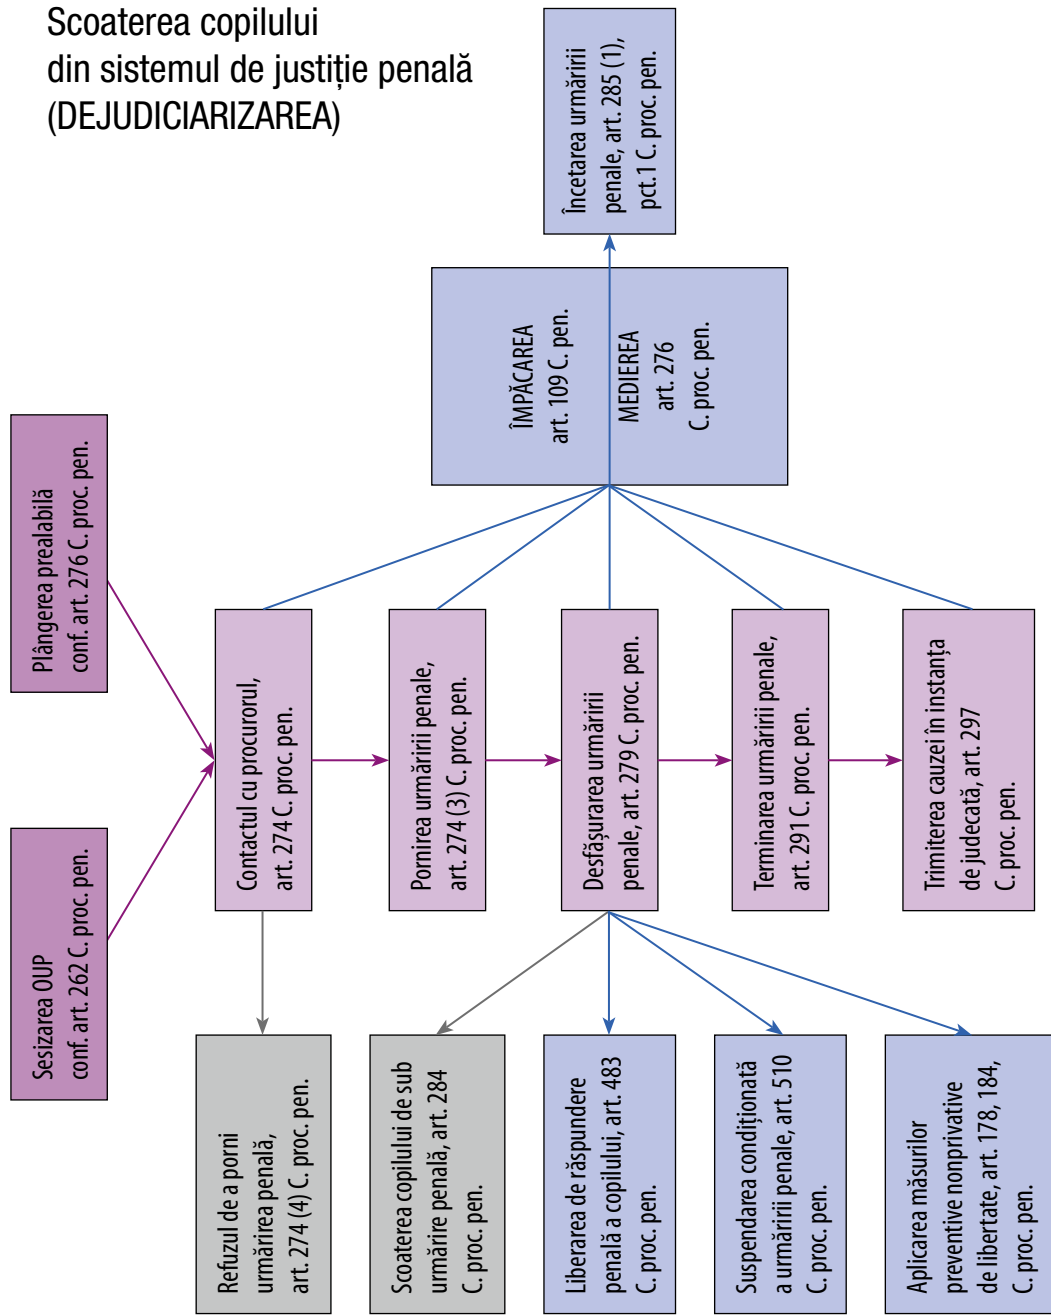 Scoaterea copilului
din sistemul de justiție penală
(DEJUDICIARIZAREA)
Sesizarea OUP
conf. art. 262 C. proc. pen.
Plângerea prealabilă
conf. art. 276 C. proc. pen.
Refuzul de a porni
urmărirea penală,
art. 274 (4) C. proc. pen.
Contactul cu procurorul,
art. 274 C. proc. pen.
Scoaterea copilului de sub
urmărire penală, art. 284
C. proc. pen.
Pornirea urmăririi penale,
art. 274 (3) C. proc. pen.
Liberarea de răspundere
penală a copilului, art. 483
C. proc. pen.
Desfășurarea urmăririi
penale, art. 279 C. proc. pen.
Suspendarea condiționată
a urmăririi penale, art. 510
C. proc. pen.
Terminarea urmăririi penale,
art. 291 C. proc. pen.
Aplicarea măsurilor
preventive nonprivative
de libertate, art. 178, 184,
C. proc. pen.
Trimiterea cauzei în instanța
de judecată, art. 297
C. proc. pen.
ÎMPĂCAREA
art. 109 C. pen.
MEDIEREA
art. 276
C. proc. pen.
Încetarea urmăririi
penale, art. 285 (1),
pct.1 C. proc. pen.